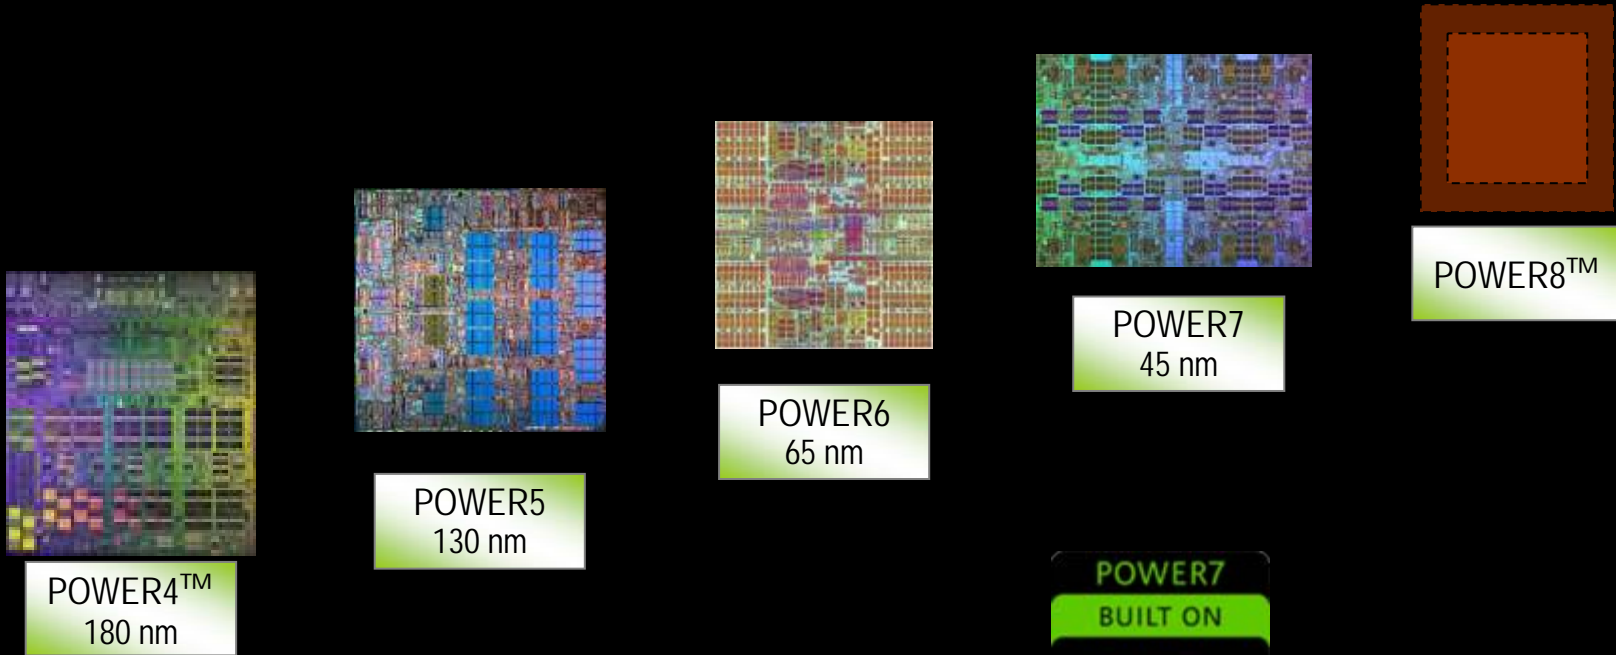 POWER4™
180 nm
POWER5
130 nm
POWER6
65 nm
POWER7
45 nm
POWER8™
POWER7
BUILT ON